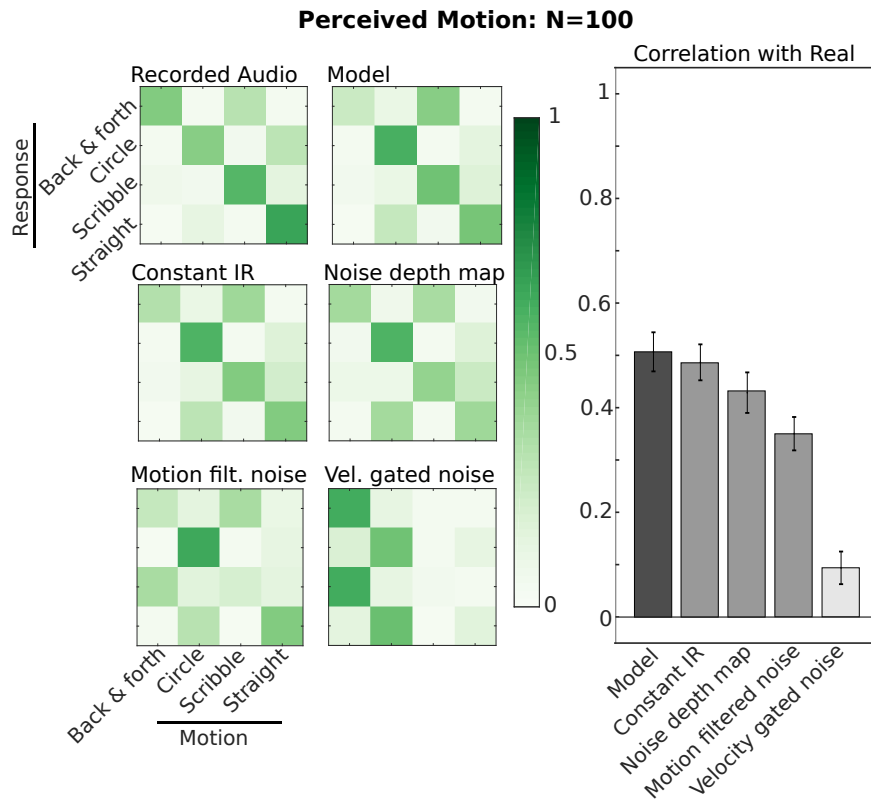 Perceived Motion: N=100
Recorded Audio
Model
Correlation with Real
Response
Back & forth
Circle
Scribble
Straight
Constant IR
Noise depth map
Motion filt. noise
Vel. gated noise
1
0.5
0
Back & forth
Circle
Scribble
Straight
Motion
1
0.8
0.6
0.4
0.2
0
Model
Constant IR
Noise depth map
Motion filtered noise
Velocity gated noise